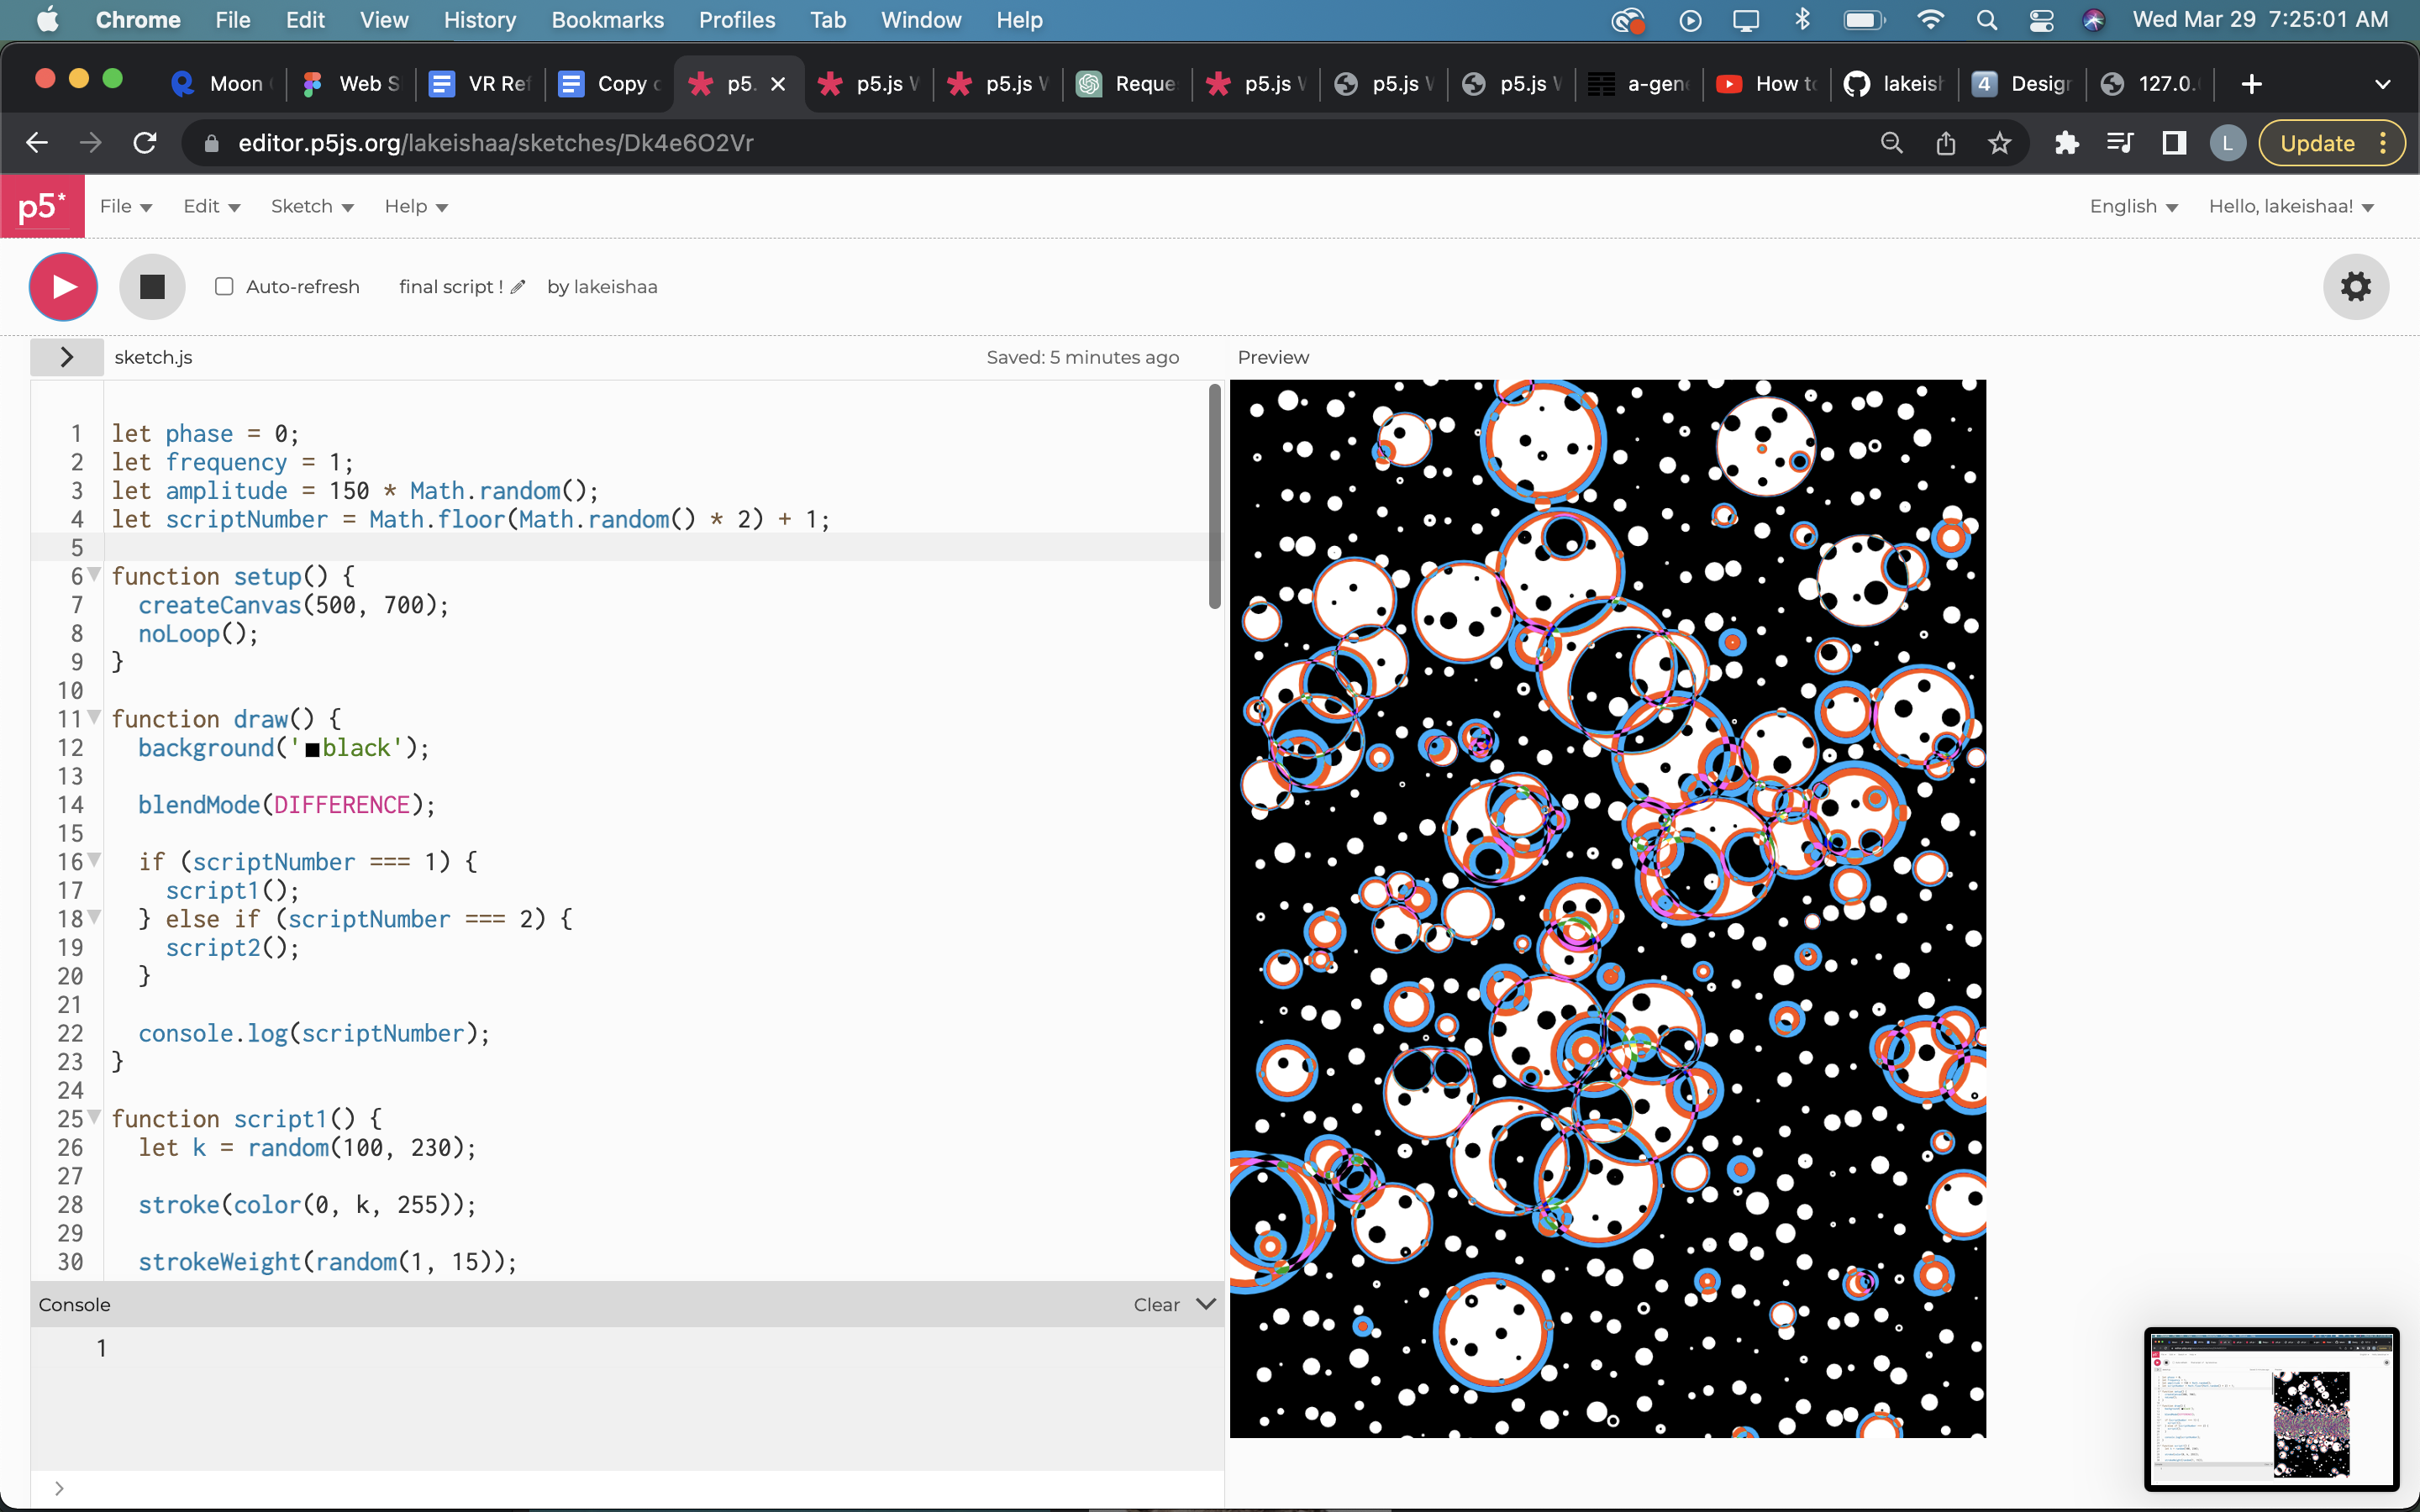 Chrome File Edit View History Bookmarks Profiles Tab Window Help Wed Mar 29 7:25:01 AM
Moon Web S VR Ref Copy p5. p5.js p5.js Reque p5.js p5.js p5.js a-gene How to lakeish 4 Design 127.0.
editor.p5js.org/lakeishaa/sketches/Dk4e6O2Vr L Update
p5* File Edit Sketch Help English Hello, lakeishaa!
Auto-refresh final script ! by lakeishaa
sketch.js Saved: 5 minutes ago Preview
1 let phase = 0;
2 let frequency = 1;
3 let amplitude = 150 * Math.random();
4 let scriptNumber = Math.floor(Math.random() * 2) + 1;
5
6 function setup() {
7 createCanvas(500, 700);
8 noLoop();
9 }
10
11 function draw() {
12 background('black');
13
14 blendMode(DIFFERENCE);
15
16 if (scriptNumber === 1) {
17 script1();
18 } else if (scriptNumber === 2) {
19 script2();
20 }
21
22 console.log(scriptNumber);
23 }
24
25 function script1() {
26 let k = random(100, 230);
27
28 stroke(color(0, k, 255));
29
30 strokeWeight(random(1, 15));
Console Clear
1
>